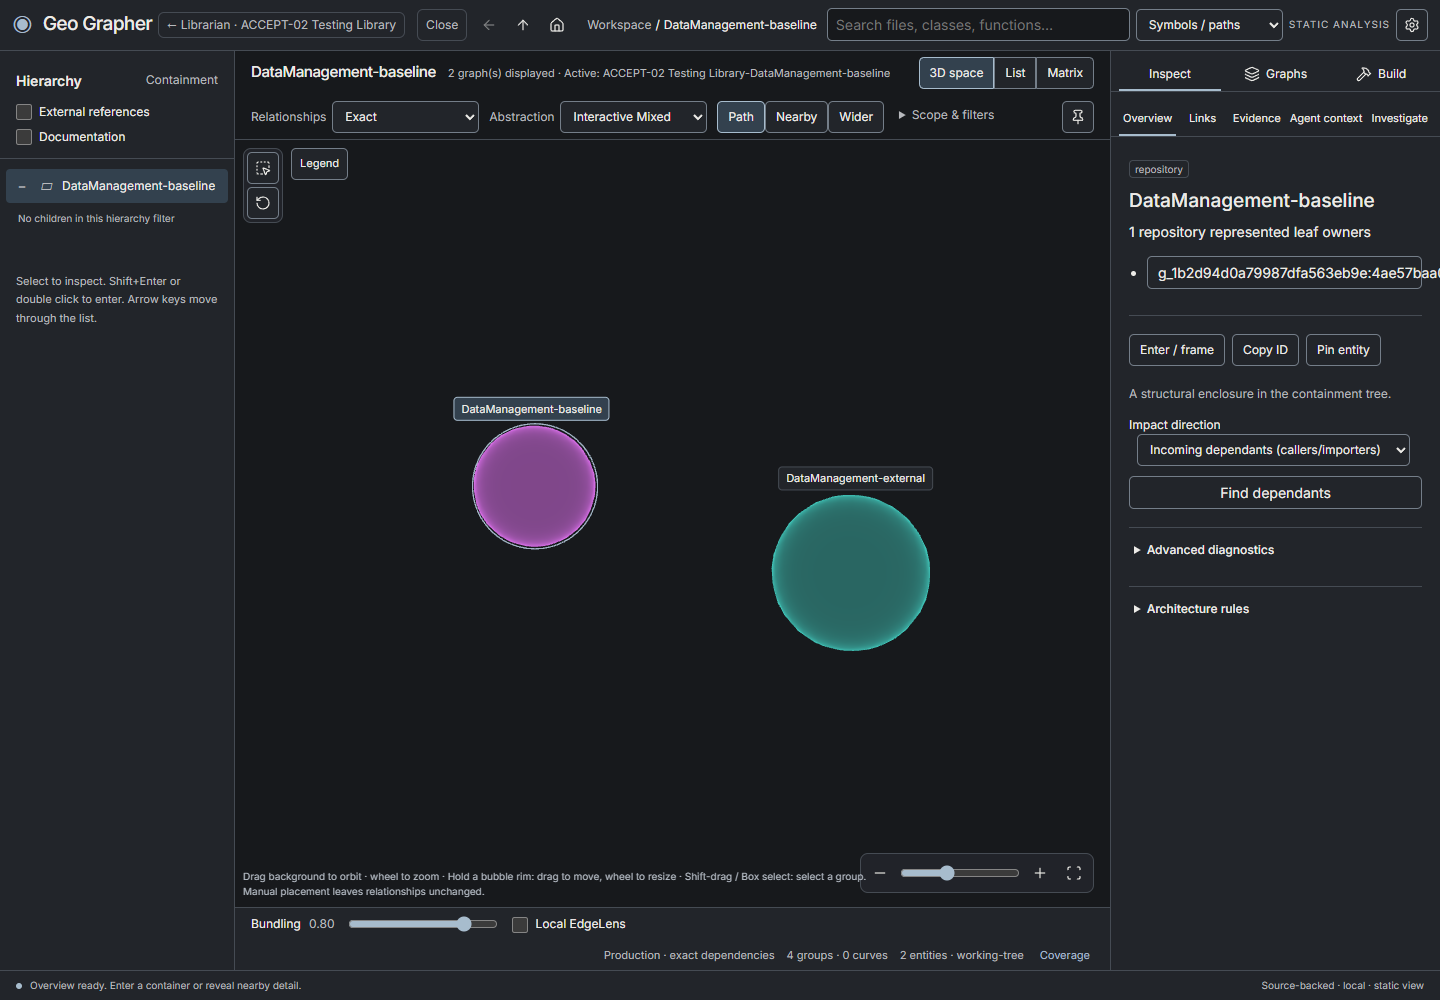 Geo Grapher
← Librarian · ACCEPT-02 Testing Library
Close
Workspace / DataManagement-baseline
Search files, classes, functions...
Symbols / paths
STATIC ANALYSIS
Hierarchy
Containment
External references
Documentation
DataManagement-baseline
No children in this hierarchy filter
Select to inspect. Shift+Enter or
double click to enter. Arrow keys move
through the list.
DataManagement-baseline
2 graph(s) displayed · Active: ACCEPT-02 Testing Library-DataManagement-baseline
3D space
List
Matrix
Relationships
Exact
Abstraction
Interactive Mixed
Path
Nearby
Wider
Scope & filters
Legend
DataManagement-baseline
DataManagement-external
Drag background to orbit · wheel to zoom · Hold a bubble rim: drag to move, wheel to resize · Shift-drag / Box select: select a group.
Manual placement leaves relationships unchanged.
Bundling 0.80
Local EdgeLens
Production · exact dependencies
4 groups · 0 curves
2 entities · working-tree
Coverage
Inspect
Graphs
Build
Overview
Links
Evidence
Agent context
Investigate
repository
DataManagement-baseline
1 repository represented leaf owners
g_1b2d94d0a79987dfa563eb9e:4ae57baa
Enter / frame
Copy ID
Pin entity
A structural enclosure in the containment tree.
Impact direction
Incoming dependants (callers/importers)
Find dependants
Advanced diagnostics
Architecture rules
Overview ready. Enter a container or reveal nearby detail.
Source-backed · local · static view